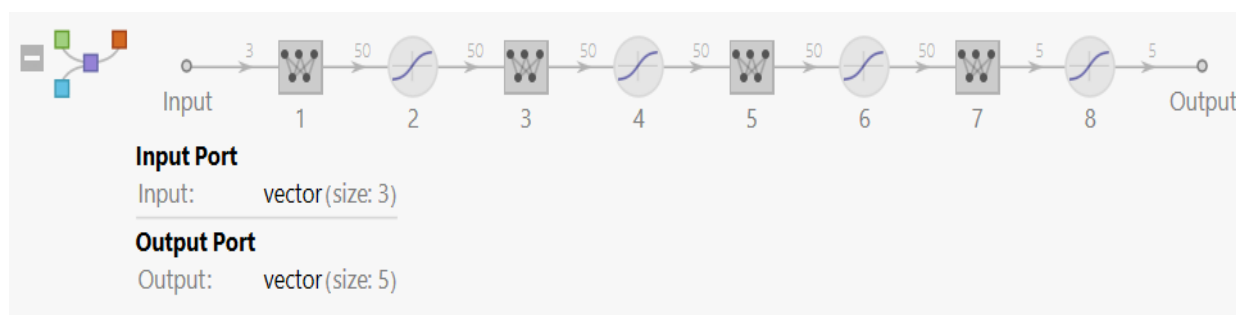 3 50 50 50 50 50 50 5 5
Input Output
1 2 3 4 5 6 7 8
Input Port
Input: vector (size: 3)
Output Port
Output: vector (size: 5)